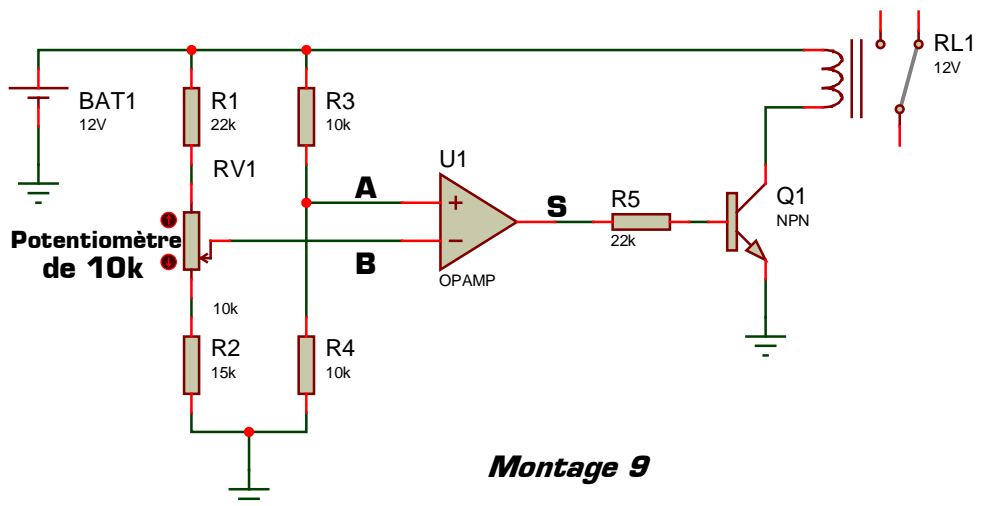 RL1
12V
BAT1
12V
R1
22k
R3
10k
RV1
U1
A
+
S
R5
22k
Q1
NPN
Potentiomètre
de 10k
B
−
OPAMP
10k
R2
15k
R4
10k
Montage 9